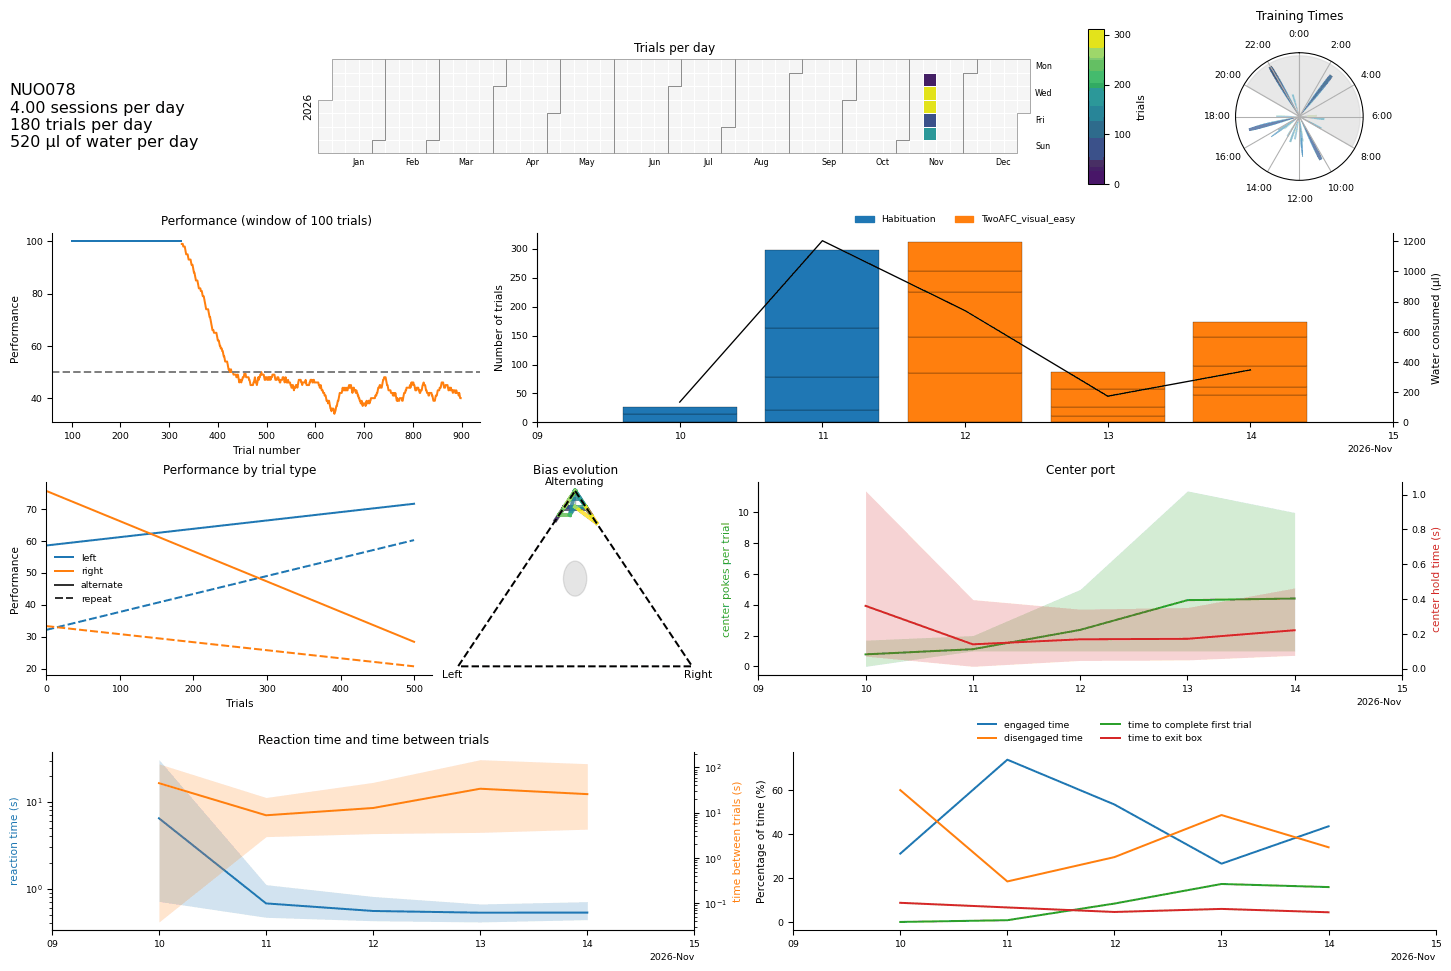 NUO078
4.00 sessions per day
180 trials per day
520 µl of water per day
Trials per day
2026
Mon
Wed
Fri
Sun
Jan Feb Mar Apr May Jun Jul Aug Sep Oct Nov Dec
300
200
100
0
trials
Training Times
0:00
2:00
4:00
6:00
8:00
10:00
12:00
14:00
16:00
18:00
20:00
22:00
Performance (window of 100 trials)
Performance
100
80
60
40
100 200 300 400 500 600 700 800 900
Trial number
Habituation
TwoAFC_visual_easy
Number of trials
300
250
200
150
100
50
0
09 10 11 12 13 14 15
2026-Nov
1200
1000
800
600
400
200
0
Water consumed (µl)
Performance by trial type
Performance
70
60
50
40
30
20
left
right
alternate
repeat
0 100 200 300 400 500
Trials
Bias evolution
Alternating
Left
Right
Center port
center pokes per trial
10
8
6
4
2
0
09 10 11 12 13 14 15
2026-Nov
1.0
0.8
0.6
0.4
0.2
0.0
center hold time (s)
Reaction time and time between trials
reaction time (s)
10¹
10⁰
09 10 11 12 13 14 15
2026-Nov
10²
10¹
10⁰
10⁻¹
time between trials (s)
engaged time
disengaged time
time to complete first trial
time to exit box
Percentage of time (%)
60
40
20
0
09 10 11 12 13 14 15
2026-Nov